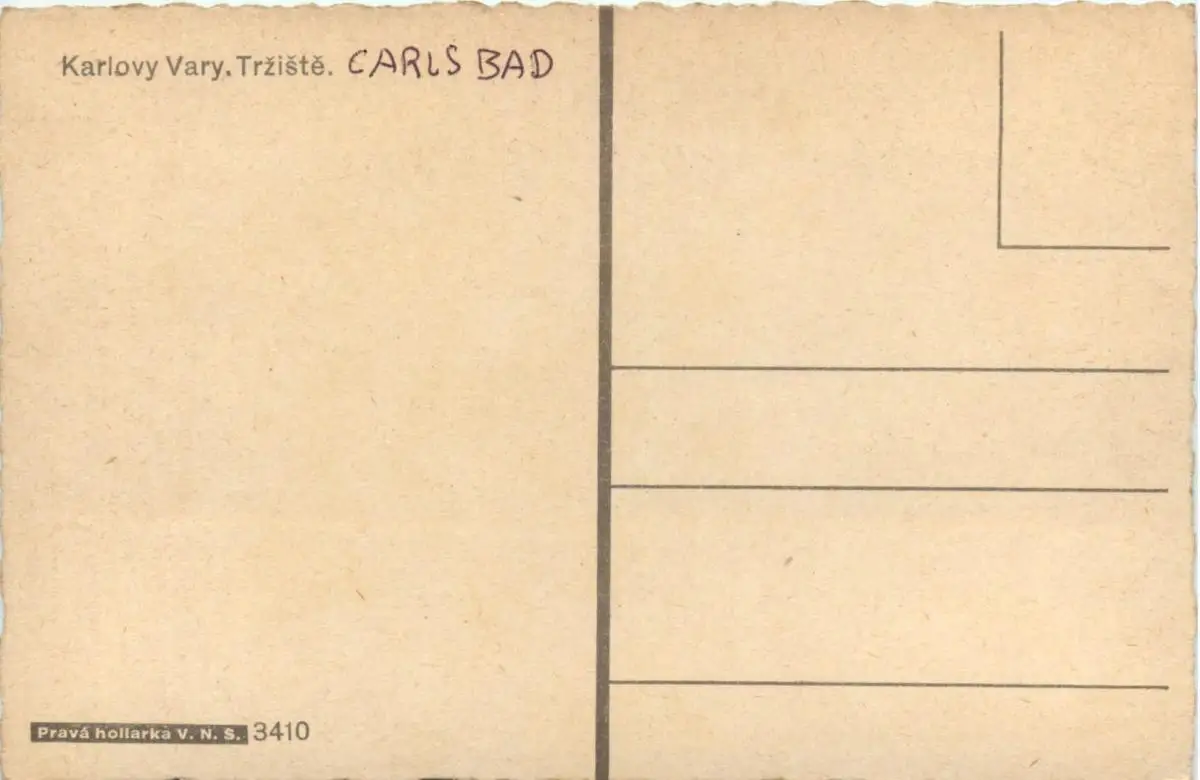 Karlovy Vary. Tržiště. CARLS BAD
Pravá hollarka V. N. S. 3410